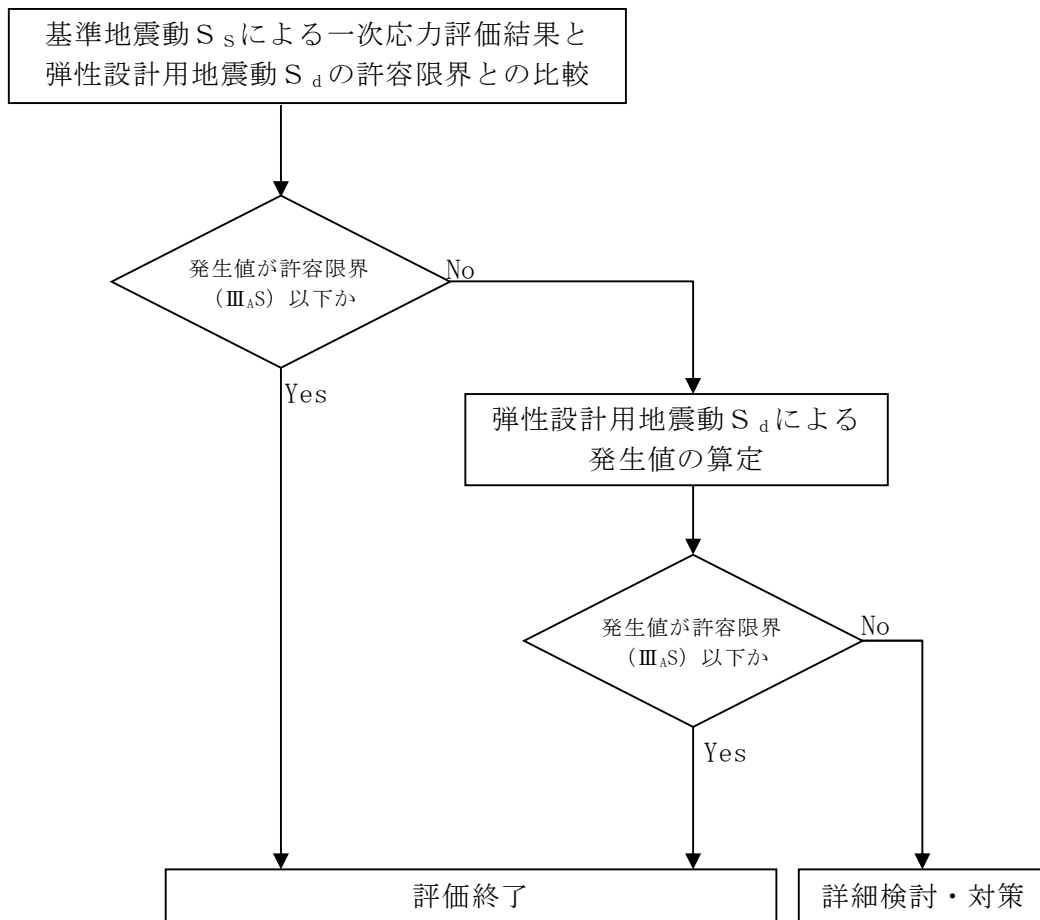 基準地震動Ｓsによる一次応力評価結果と
弾性設計用地震動Ｓdの許容限界との比較
発生値が許容限界
（ⅢAS）以下か
No
Yes
弾性設計用地震動Ｓdによる
発生値の算定
発生値が許容限界
（ⅢAS）以下か
No
Yes
評価終了
詳細検討・対策